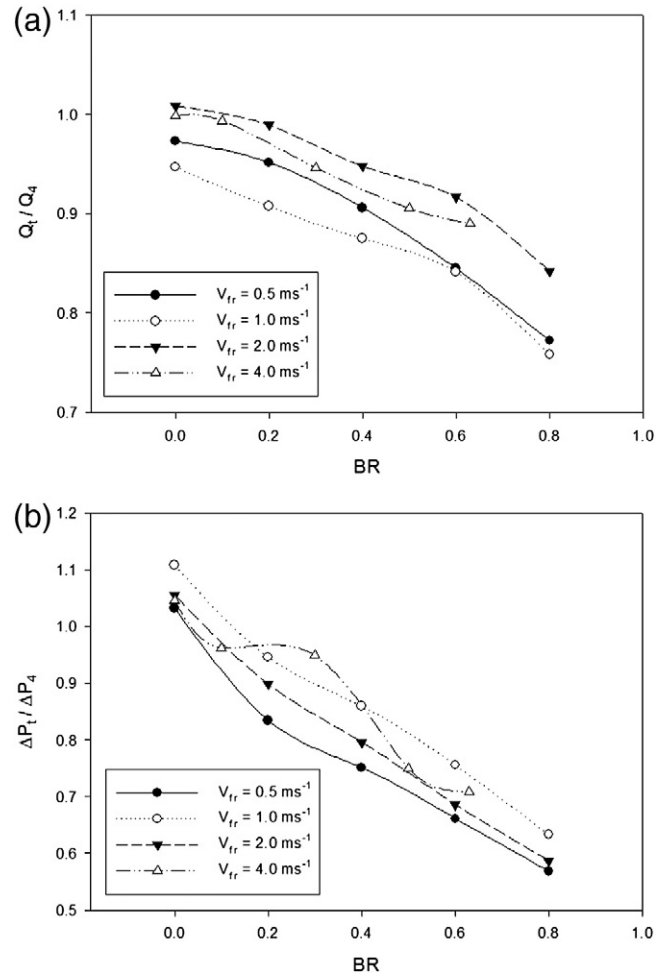 (a)
1.1
1.0
0.9
0.8
0.7
Qt / Q4
Vfr = 0.5 ms-1
Vfr = 1.0 ms-1
Vfr = 2.0 ms-1
Vfr = 4.0 ms-1
0.0 0.2 0.4 0.6 0.8 1.0
BR
(b)
1.2
1.1
1.0
0.9
0.8
0.7
0.6
0.5
ΔPt / ΔP4
Vfr = 0.5 ms-1
Vfr = 1.0 ms-1
Vfr = 2.0 ms-1
Vfr = 4.0 ms-1
0.0 0.2 0.4 0.6 0.8 1.0
BR